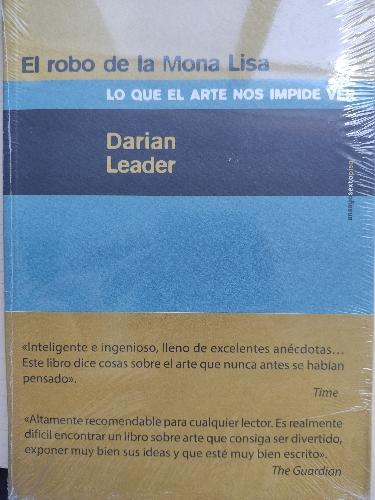 El robo de la Mona Lisa
LO QUE EL ARTE NOS IMPIDE VER
Darian
Leader
ensayosextopiso
«Inteligente e ingenioso, lleno de excelentes anécdotas...
Este libro dice cosas sobre el arte que nunca antes se habían
pensado».
Time
«Altamente recomendable para cualquier lector. Es realmente
difícil encontrar un libro sobre arte que consiga ser divertido,
exponer muy bien sus ideas y que esté muy bien escrito».
The Guardian